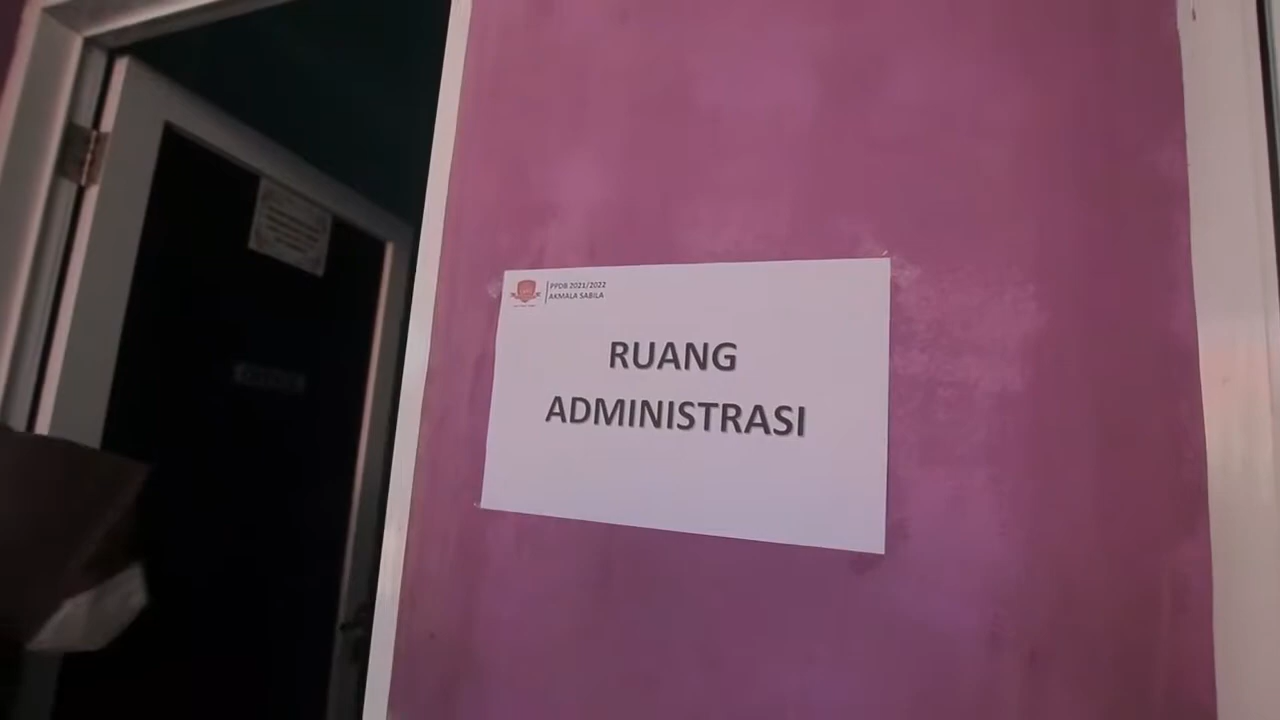 PPDB 2021/2022
AKMALA SABILA
RUANG
ADMINISTRASI